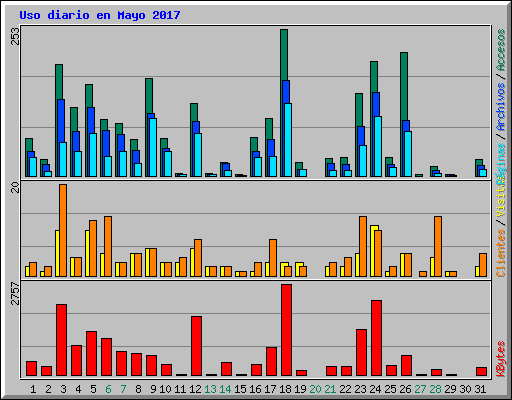 Uso diario en Mayo 2017
253
20
2757
Accesos / Archivos / Páginas
Visitas / Clientes
KBytes
1 2 3 4 5 6 7 8 9 10 11 12 13 14 15 16 17 18 19 20 21 22 23 24 25 26 27 28 29 30 31